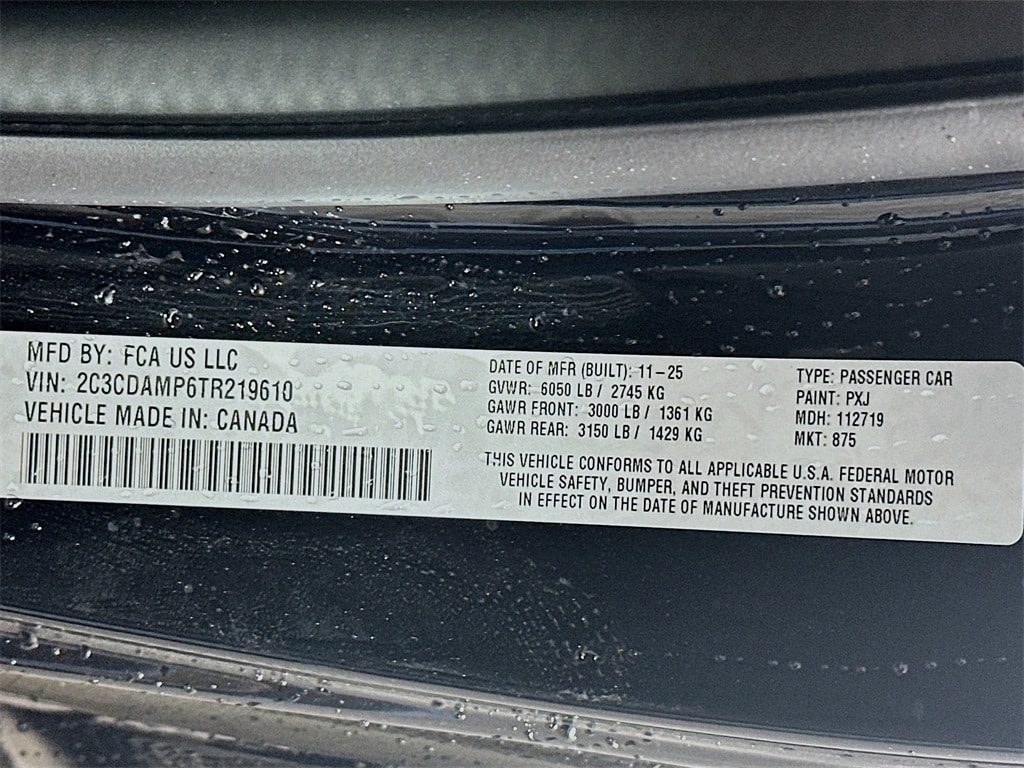 MFD BY: FCA US LLC
VIN: 2C3CDAMP6TR219610
VEHICLE MADE IN: CANADA
DATE OF MFR (BUILT): 11-25
GVWR: 6050 LB / 2745 KG
GAWR FRONT: 3000 LB / 1361 KG
GAWR REAR: 3150 LB / 1429 KG
TYPE: PASSENGER CAR
PAINT: PXJ
MDH: 112719
MKT: 875
THIS VEHICLE CONFORMS TO ALL APPLICABLE U.S.A. FEDERAL MOTOR
VEHICLE SAFETY, BUMPER, AND THEFT PREVENTION STANDARDS
IN EFFECT ON THE DATE OF MANUFACTURE SHOWN ABOVE.